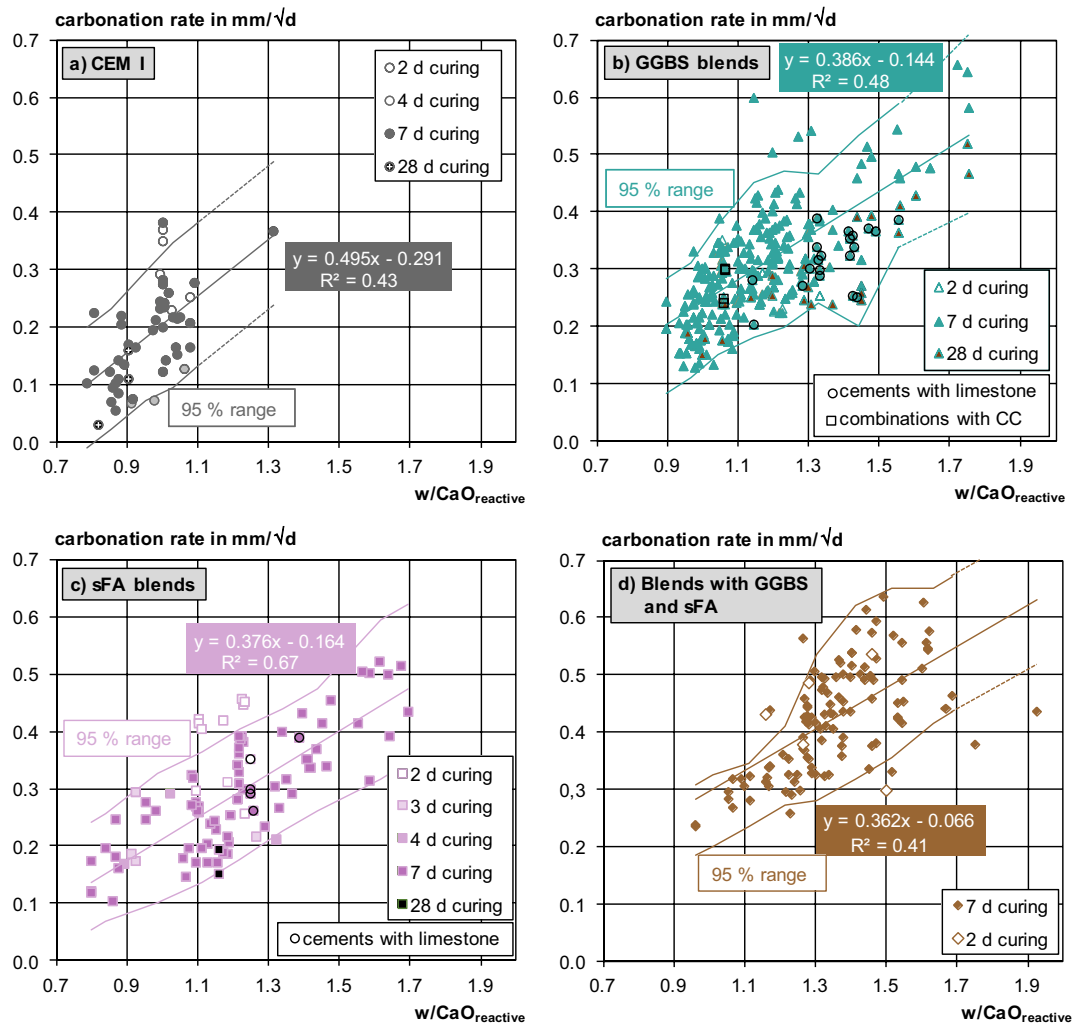 carbonation rate in mm/√d
a) CEM I
2 d curing
4 d curing
7 d curing
28 d curing
y = 0.495x - 0.291
R² = 0.43
95 % range
0.7
0.6
0.5
0.4
0.3
0.2
0.1
0.0
0.7 0.9 1.1 1.3 1.5 1.7 1.9
w/CaOreactive
carbonation rate in mm/√d
b) GGBS blends
y = 0.386x - 0.144
R² = 0.48
95 % range
2 d curing
7 d curing
28 d curing
cements with limestone
combinations with CC
0.7
0.6
0.5
0.4
0.3
0.2
0.1
0.0
0.7 0.9 1.1 1.3 1.5 1.7 1.9
w/CaOreactive
carbonation rate in mm/√d
c) sFA blends
y = 0.376x - 0.164
R² = 0.67
95 % range
2 d curing
3 d curing
4 d curing
7 d curing
28 d curing
cements with limestone
0.7
0.6
0.5
0.4
0.3
0.2
0.1
0.0
0.7 0.9 1.1 1.3 1.5 1.7 1.9
w/CaOreactive
carbonation rate in mm/√d
d) Blends with GGBS
and sFA
y = 0.362x - 0.066
R² = 0.41
95 % range
7 d curing
2 d curing
0.7
0.6
0.5
0.4
0.3
0.2
0.1
0.0
0.7 0.9 1.1 1.3 1.5 1.7 1.9
w/CaOreactive